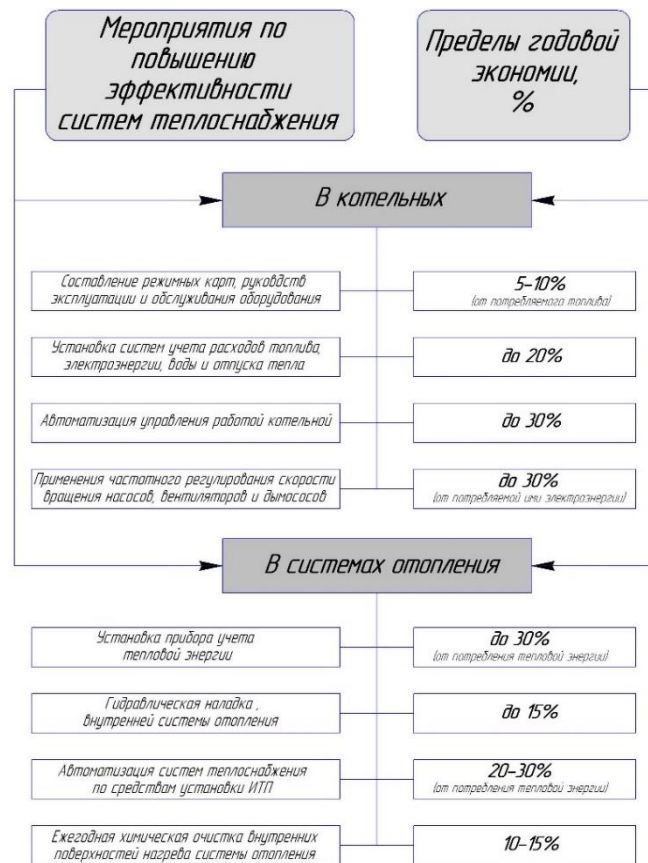 Мероприятия по
повышению
эффективности
систем теплоснабжения
Пределы годовой
экономии,
%
В котельных
Составление режимных карт, руковдств
эксплуатации и обслуживания оборудования
5–10%
(от потребляемого топлива)
Установка систем учета расходов топлива,
электроэнергии, воды и отпуска тепла
до 20%
Автоматизация управления работой котельной
до 30%
Применения частотного регулирования скорости
вращения насосов, вентиляторов и дымососов
до 30%
(от потребляемой ими электроэнергии)
В системах отопления
Установка прибора учета
тепловой энергии
до 30%
(от потребления тепловой энергии)
Гидравлическая наладка ,
внутренней системы отопления
до 15%
Автоматизация систем теплоснабжения
по средствам установки ИТП
20–30%
(от потребления тепловой энергии)
Ежегодная химическая очистка внутренних
поверхностей нагрева системы отопления
10–15%